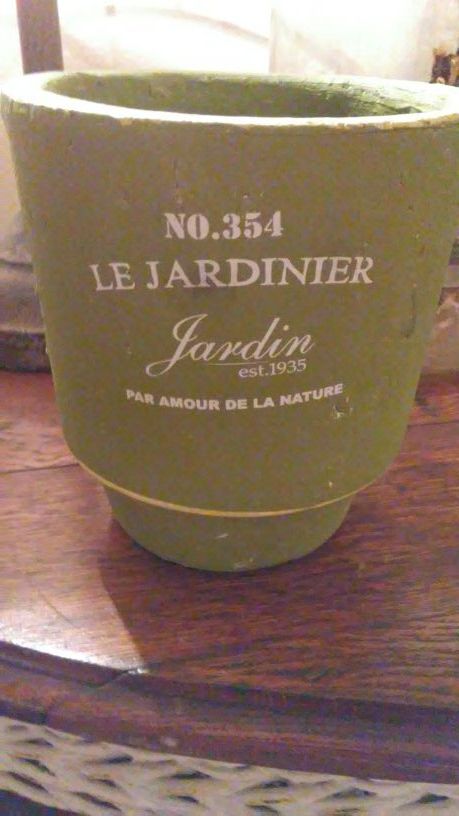 NO.354
LE JARDINIER
Jardin
est.1935
PAR AMOUR DE LA NATURE